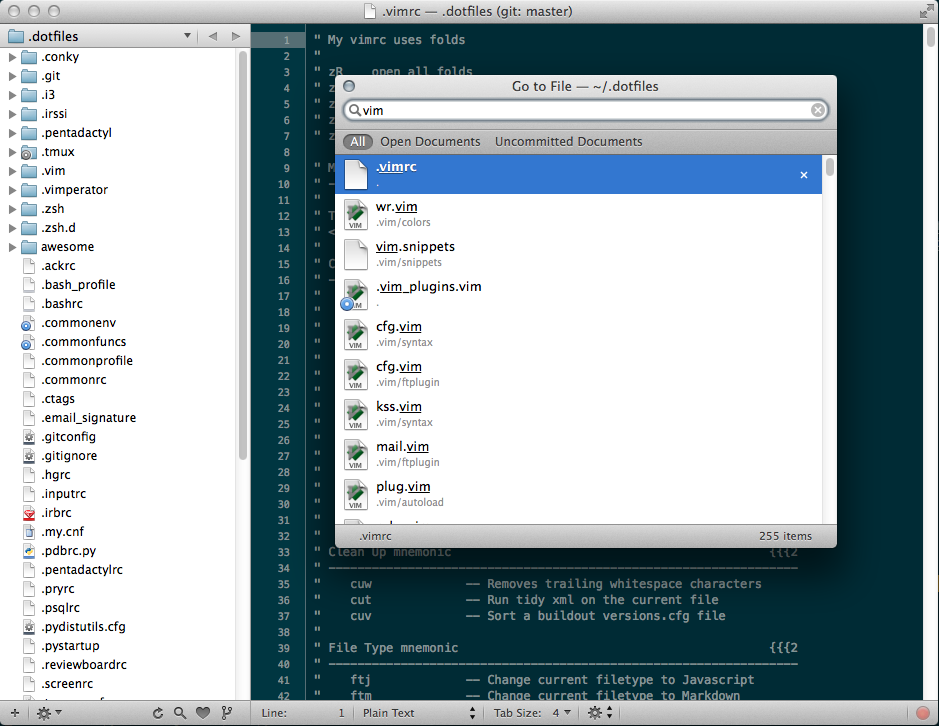 .vimrc — .dotfiles (git: master)
.dotfiles
.conky
.git
.i3
.irssi
.pentadactyl
.tmux
.vim
.vimperator
.zsh
.zsh.d
awesome
.ackrc
.bash_profile
.bashrc
.commonenv
.commonfuncs
.commonprofile
.commonrc
.ctags
.email_signature
.gitconfig
.gitignore
.hgrc
.inputrc
.irbrc
.my.cnf
.pdbrc.py
.pentadactylrc
.pryrc
.psqlrc
.pydistutils.cfg
.pystartup
.reviewboardrc
.screenrc
1 " My vimrc uses folds
2 "
3 " zR open all folds
4 " z
5 " z
6 " z
7 " z
8
9 " M
10 " —
11 "
12 " T
13 " <
14 "
15 " C
16 " —
17 "
18 "
19 "
20 "
21 "
22 "
23 "
24 "
25 "
26 "
27 "
28 "
29 "
30 "
31 "
32 "
33 " Clean Up mnemonic {{{2
34 " ——————————————————————————————
35 " cuw —— Removes trailing whitespace characters
36 " cut —— Run tidy xml on the current file
37 " cuv —— Sort a buildout versions.cfg file
38 "
39 " File Type mnemonic {{{2
40 " ——————————————————————————————
41 " ftj —— Change current filetype to Javascript
42 " ftm —— Change current filetype to Markdown
Go to File — ~/.dotfiles
vim
All Open Documents Uncommitted Documents
.vimrc
.
wr.vim
.vim/colors
vim.snippets
.vim/snippets
.vim_plugins.vim
.
cfg.vim
.vim/syntax
cfg.vim
.vim/ftplugin
kss.vim
.vim/syntax
mail.vim
.vim/ftplugin
plug.vim
.vim/autoload
VIM
VIM
VIM
VIM
VIM
VIM
VIM
.vimrc 255 items
Line: 1 Plain Text Tab Size: 4